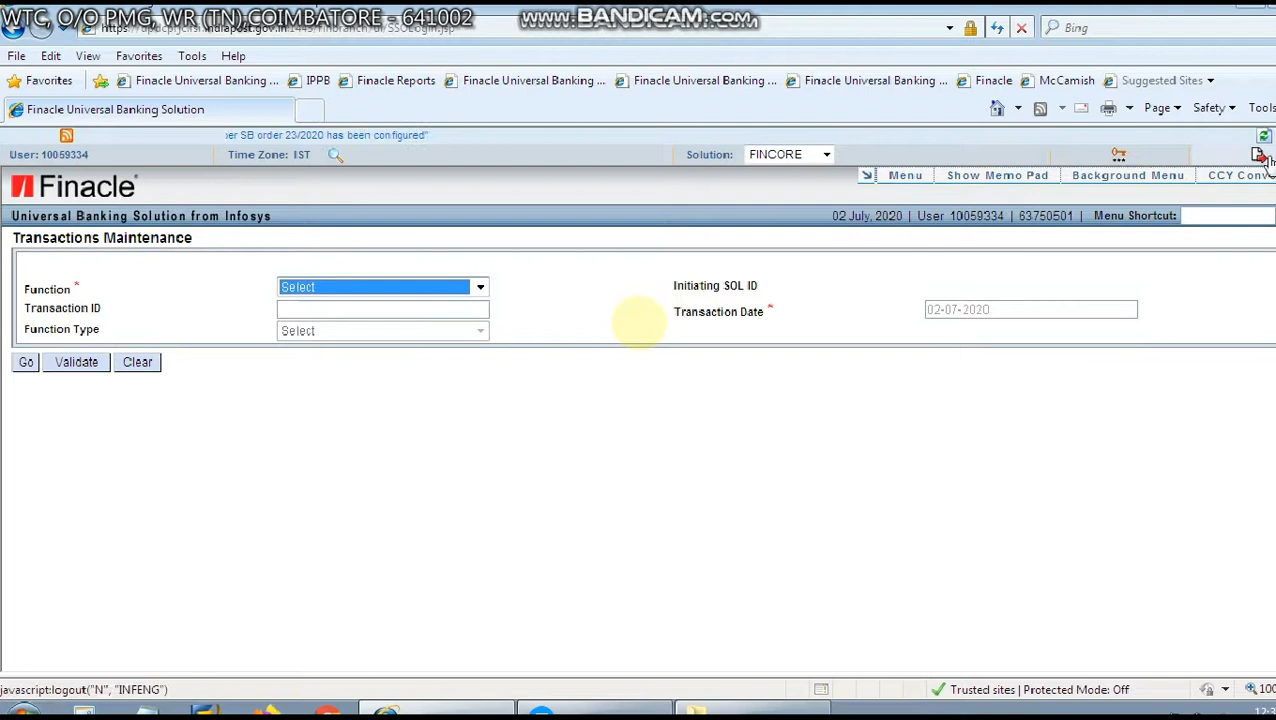 WTC, O/O PMG, WR (TN) COIMBATORE - 641002
www.BANDICAM.com
Bing
File Edit View Favorites Tools Help
Favorites Finacle Universal Banking ... IPPB Finacle Reports Finacle Universal Banking ... Finacle Universal Banking ... Finacle Universal Banking ... Finacle McCamish Suggested Sites
Finacle Universal Banking Solution
Page Safety Tools
er SB order 23/2020 has been configured"
User: 10059334 Time Zone: IST Solution: FINCORE
Finacle
Menu Show Memo Pad Background Menu CCY Conv
Universal Banking Solution from Infosys 02 July, 2020 | User 10059334 | 63750501 | Menu Shortcut:
Transactions Maintenance
Function * Select Initiating SOL ID
Transaction ID Transaction Date * 02-07-2020
Function Type Select
Go Validate Clear
javascript:logout("N", "INFENG") Trusted sites | Protected Mode: Off 100